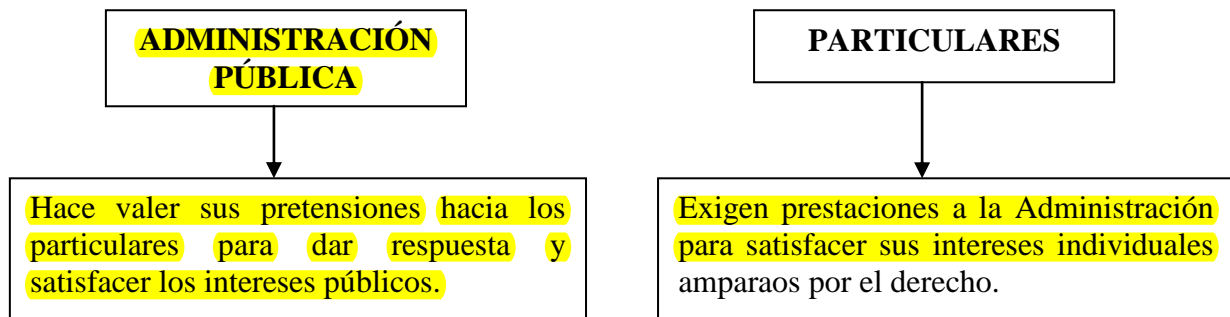 ADMINISTRACIÓN
PÚBLICA
Hace valer sus pretensiones hacia los
particulares para dar respuesta y
satisfacer los intereses públicos.
PARTICULARES
Exigen prestaciones a la Administración
para satisfacer sus intereses individuales
amparaos por el derecho.